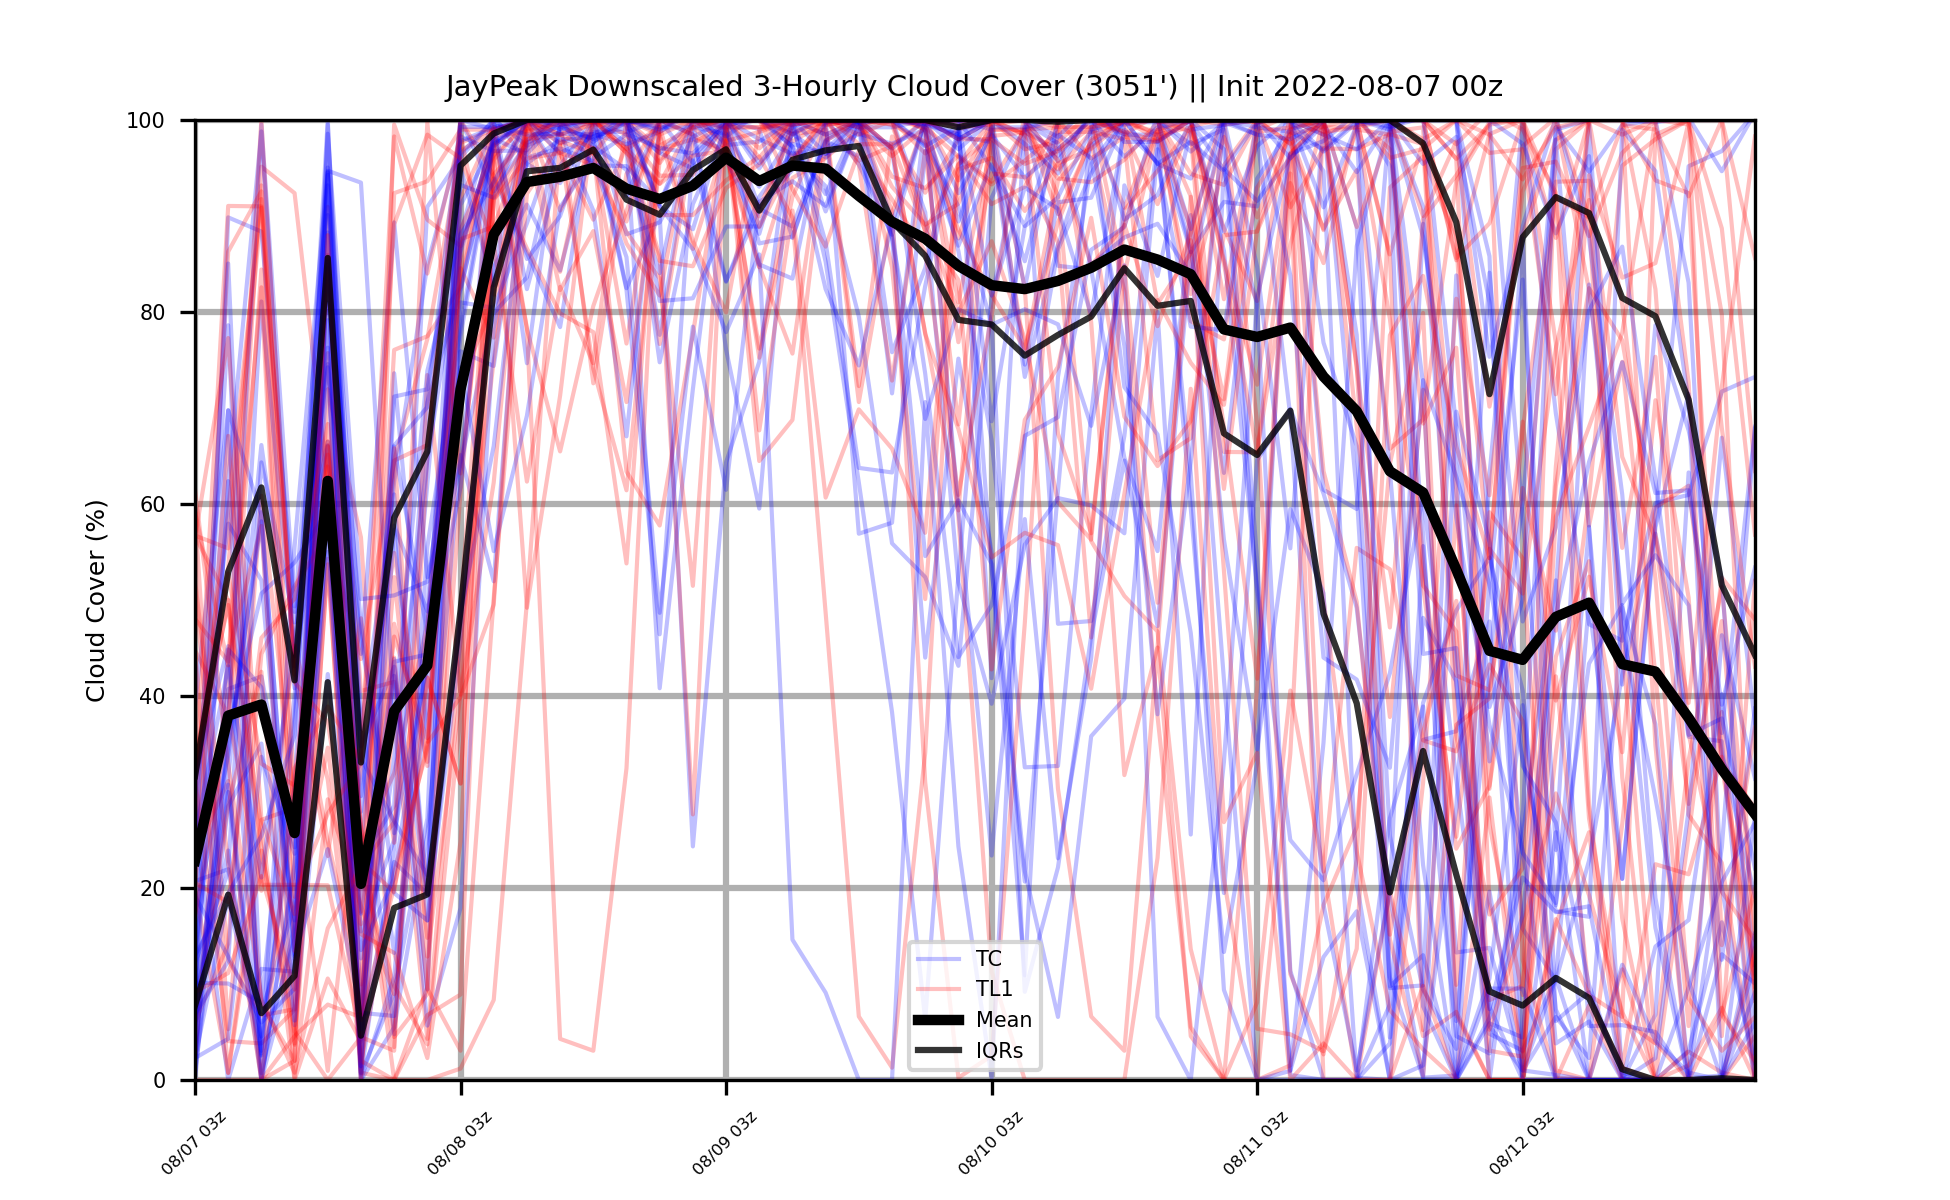 JayPeak Downscaled 3-Hourly Cloud Cover (3051') || Init 2022-08-07 00z
Cloud Cover (%)
100
80
60
40
20
0
TC
TL1
Mean
IQRs
08/07 03z
08/08 03z
08/09 03z
08/10 03z
08/11 03z
08/12 03z